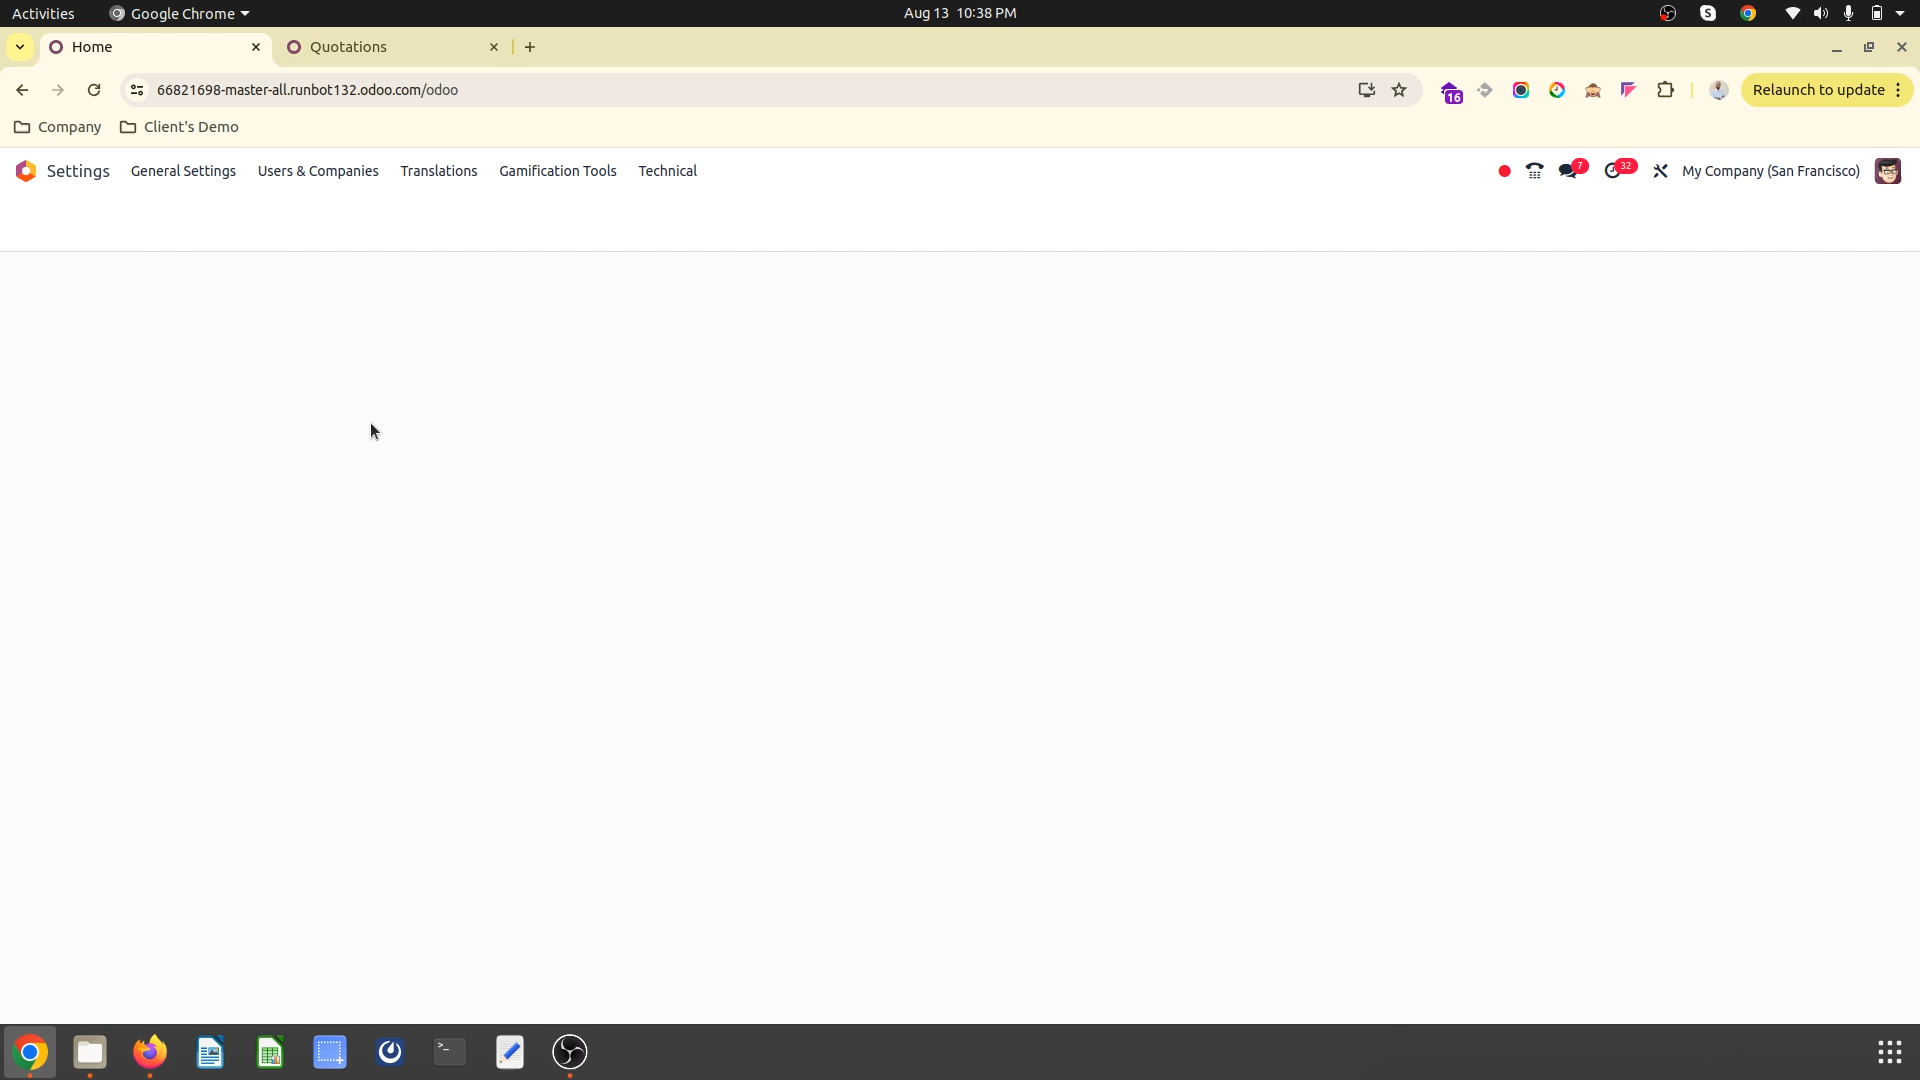 Activities Google Chrome Aug 13 10:38 PM S
Home Quotations
66821698-master-all.runbot132.odoo.com/odoo 16 Relaunch to update
Company Client's Demo
Settings General Settings Users & Companies Translations Gamification Tools Technical 7 32 My Company (San Francisco)
>_